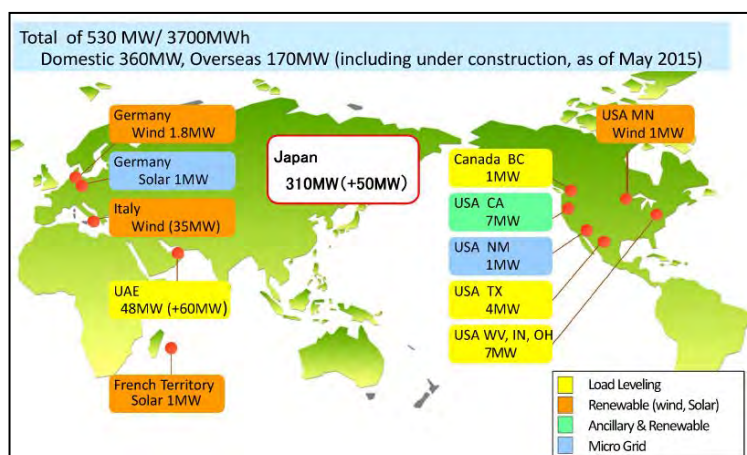 Total of 530 MW/ 3700MWh
Domestic 360MW, Overseas 170MW (including under construction, as of May 2015)
Germany
Wind 1.8MW
Germany
Solar 1MW
Italy
Wind (35MW)
UAE
48MW (+60MW)
French Territory
Solar 1MW
Japan
310MW(+50MW)
Canada BC
1MW
USA CA
7MW
USA NM
1MW
USA TX
4MW
USA WV, IN, OH
7MW
USA MN
Wind 1MW
Load Leveling
Renewable (wind, Solar)
Ancillary & Renewable
Micro Grid